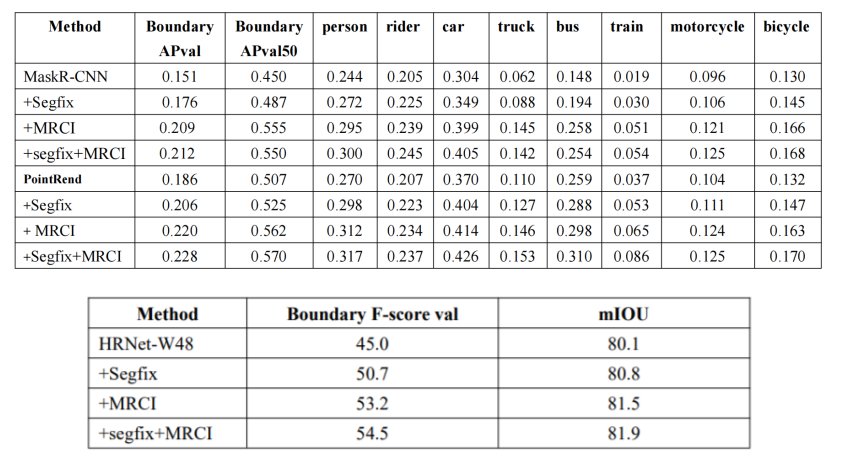 Method Boundary Boundary person rider car truck bus train motorcycle bicycle
APval APval50
MaskR-CNN 0.151 0.450 0.244 0.205 0.304 0.062 0.148 0.019 0.096 0.130
+Segfix 0.176 0.487 0.272 0.225 0.349 0.088 0.194 0.030 0.106 0.145
+MRCI 0.209 0.555 0.295 0.239 0.399 0.145 0.258 0.051 0.121 0.166
+segfix+MRCI 0.212 0.550 0.300 0.245 0.405 0.142 0.254 0.054 0.125 0.168
PointRend 0.186 0.507 0.270 0.207 0.370 0.110 0.259 0.037 0.104 0.132
+Segfix 0.206 0.525 0.298 0.223 0.404 0.127 0.288 0.053 0.111 0.147
+ MRCI 0.220 0.562 0.312 0.234 0.414 0.146 0.298 0.065 0.124 0.163
+Segfix+MRCI 0.228 0.570 0.317 0.237 0.426 0.153 0.310 0.086 0.125 0.170
Method Boundary F-score val mIOU
HRNet-W48 45.0 80.1
+Segfix 50.7 80.8
+MRCI 53.2 81.5
+segfix+MRCI 54.5 81.9